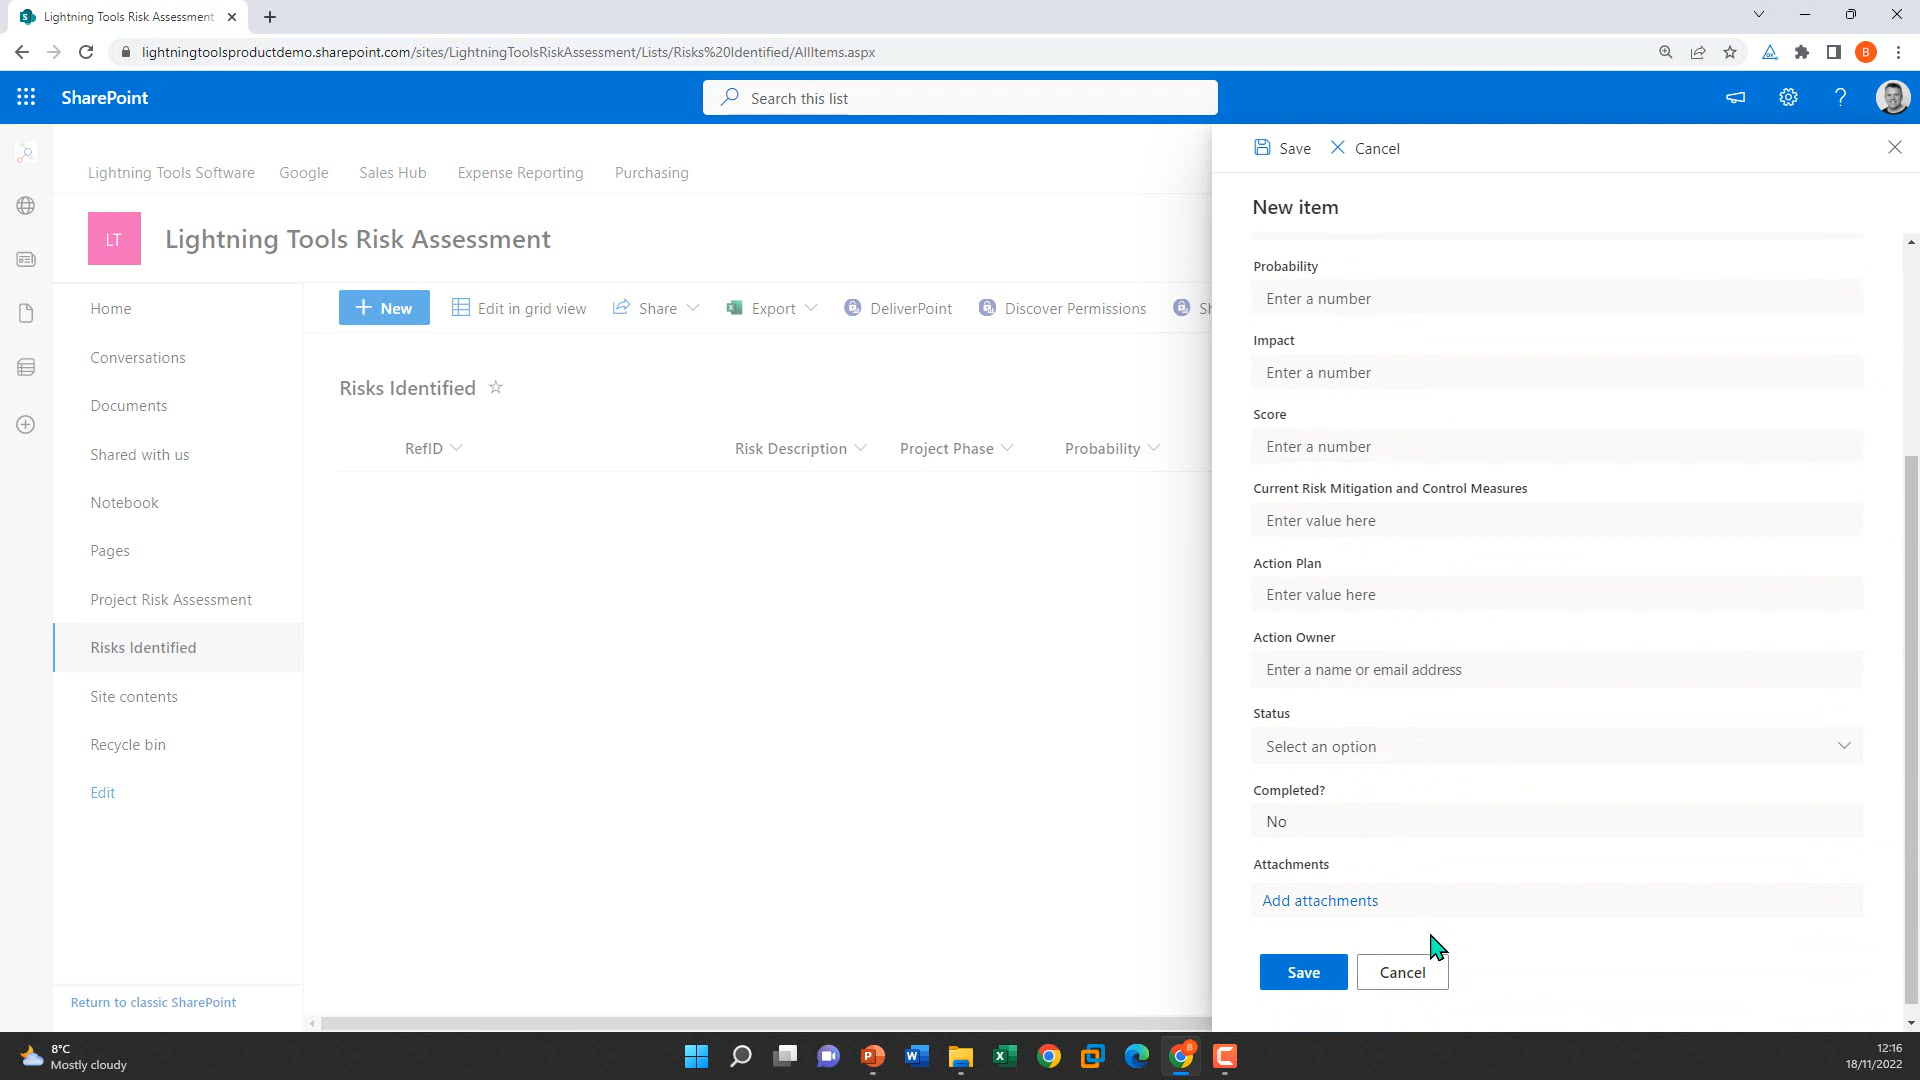 Lightning Tools Risk Assessment
lightningtoolsproductdemo.sharepoint.com/sites/LightningToolsRiskAssessment/Lists/Risks%20Identified/AllItems.aspx
B
SharePoint
Search this list
Lightning Tools Software Google Sales Hub Expense Reporting Purchasing
LT
Lightning Tools Risk Assessment
Home
Conversations
Documents
Shared with us
Notebook
Pages
Project Risk Assessment
Risks Identified
Site contents
Recycle bin
Edit
Return to classic SharePoint
New Edit in grid view Share Export DeliverPoint Discover Permissions
Risks Identified
RefID Risk Description Project Phase Probability
Save Cancel
New item
Probability
Enter a number
Impact
Enter a number
Score
Enter a number
Current Risk Mitigation and Control Measures
Enter value here
Action Plan
Enter value here
Action Owner
Enter a name or email address
Status
Select an option
Completed?
No
Attachments
Add attachments
Save Cancel
8°C
Mostly cloudy
12:16
18/11/2022